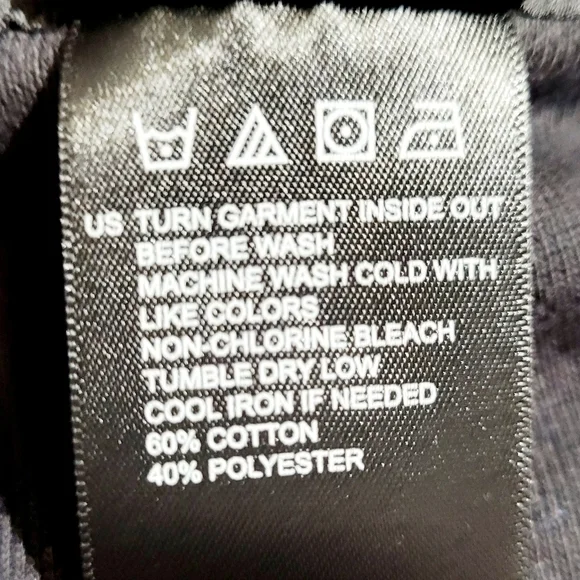 US TURN GARMENT INSIDE OUT
BEFORE WASH
MACHINE WASH COLD WITH
LIKE COLORS
NON-CHLORINE BLEACH
TUMBLE DRY LOW
COOL IRON IF NEEDED
60% COTTON
40% POLYESTER